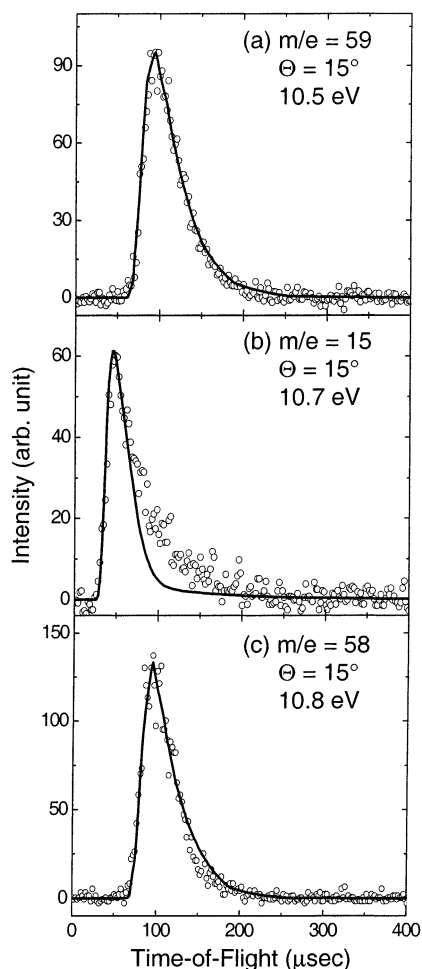 (a) m/e = 59
Θ = 15°
10.5 eV
90
60
30
0
(b) m/e = 15
Θ = 15°
10.7 eV
60
40
20
0
Intensity (arb. unit)
(c) m/e = 58
Θ = 15°
10.8 eV
150
100
50
0
0 100 200 300 400
Time-of-Flight (μsec)